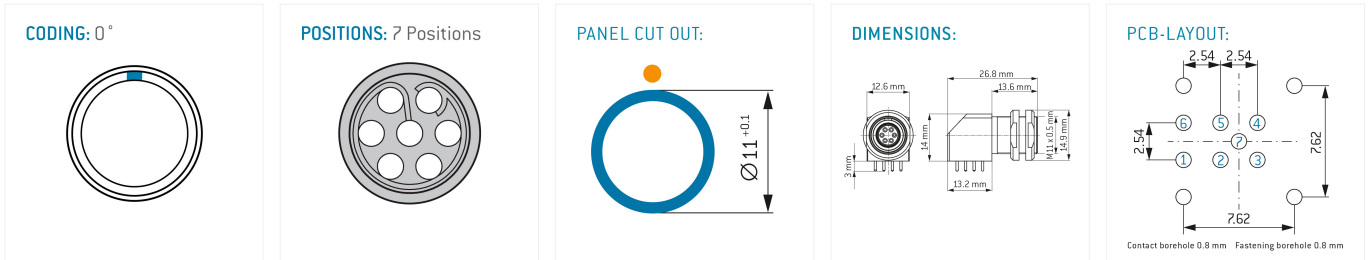 CODING: 0°
POSITIONS: 7 Positions
PANEL CUT OUT:
Ø11 +0.1
DIMENSIONS:
26.8 mm
12.6 mm
13.6 mm
14 mm
M11 x 0.5 mm
14.9 mm
3 mm
13.2 mm
PCB-LAYOUT:
2.54 2.54
6 5 4
7
2.54
7.62
1 2 3
7.62
Contact borehole 0.8 mm Fastening borehole 0.8 mm